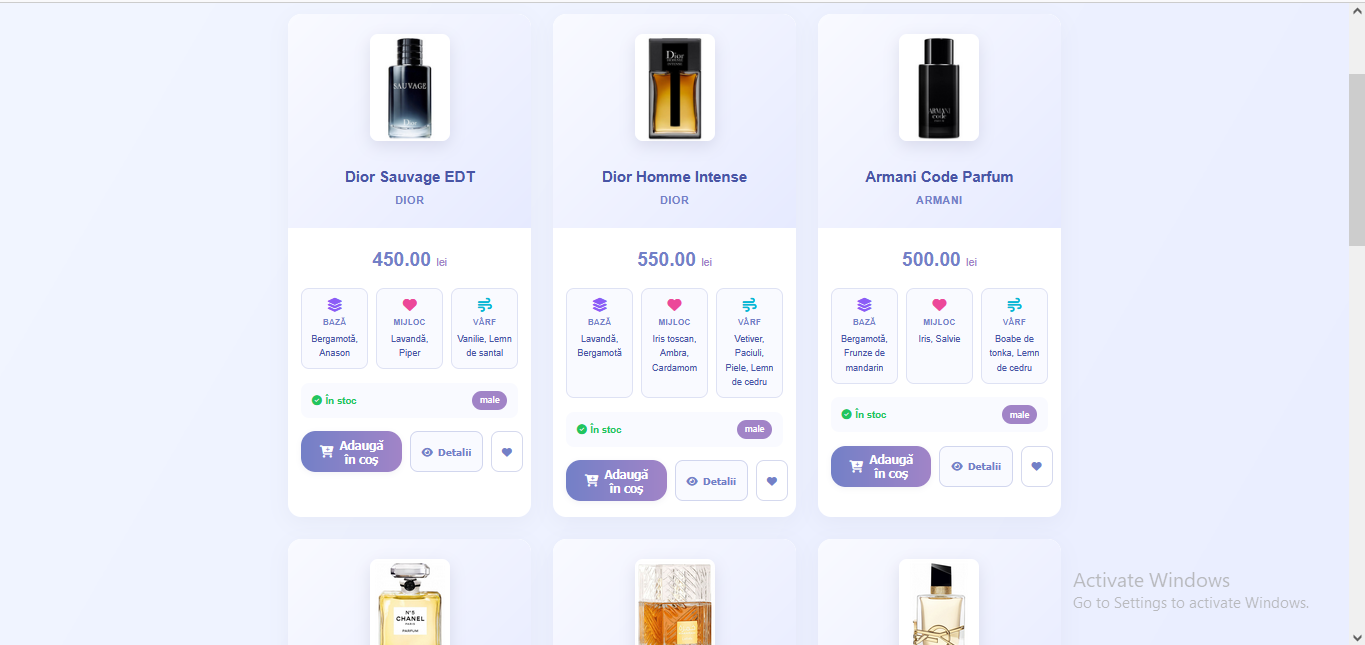 SAUVAGE
Dior
Dior
ARMANI
code
Dior Sauvage EDT
DIOR
Dior Homme Intense
DIOR
Armani Code Parfum
ARMANI
450.00 lei
550.00 lei
500.00 lei
BAZĂ
Bergamotă,
Anason
MIJLOC
Lavandă,
Piper
VÂRF
Vanilie, Lemn
de santal
BAZĂ
Lavandă,
Bergamotă
MIJLOC
Iris toscan,
Ambra,
Cardamom
VÂRF
Vetiver,
Paciuli,
Piele, Lemn
de cedru
BAZĂ
Bergamotă,
Frunze de
mandarin
MIJLOC
Iris, Salvie
VÂRF
Boabe de
tonka, Lemn
de cedru
În stoc
male
În stoc
male
În stoc
male
Adaugă
în coș
Detalii
Adaugă
în coș
Detalii
Adaugă
în coș
Detalii
N°5
CHANEL
PARIS
PARFUM
Activate Windows
Go to Settings to activate Windows.